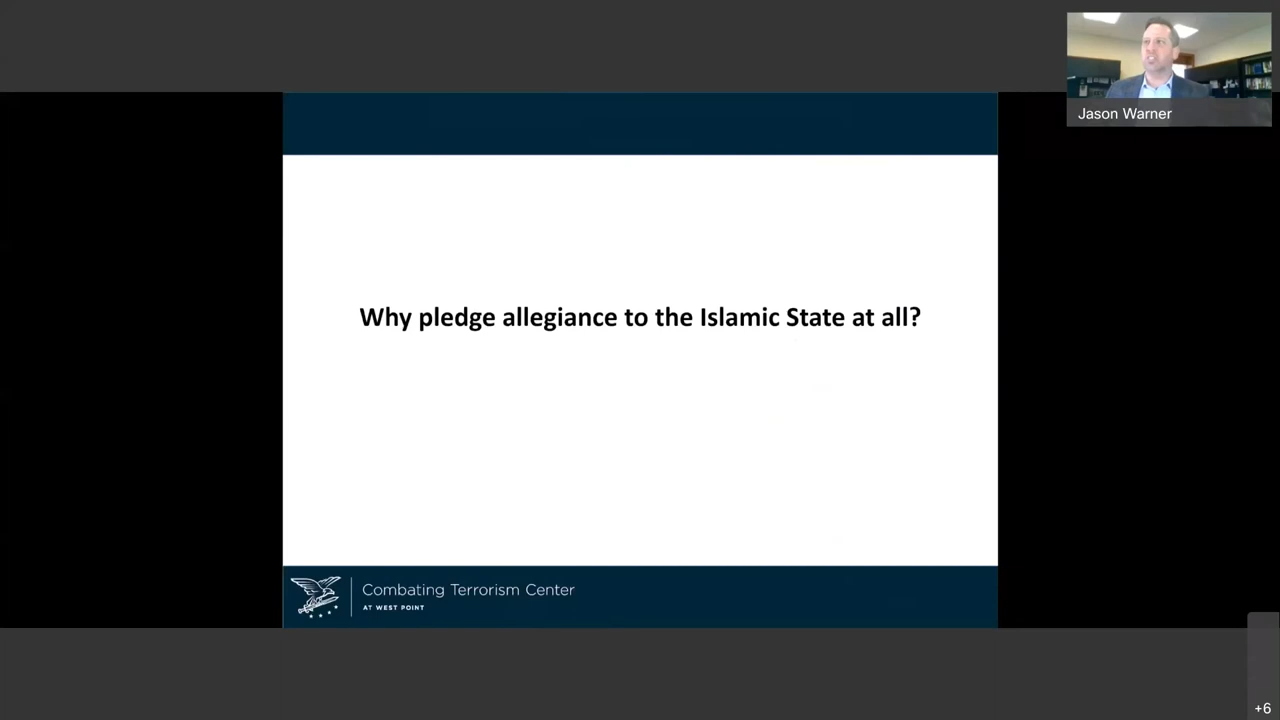 Jason Warner
Why pledge allegiance to the Islamic State at all?
Combating Terrorism Center
AT WEST POINT
+6